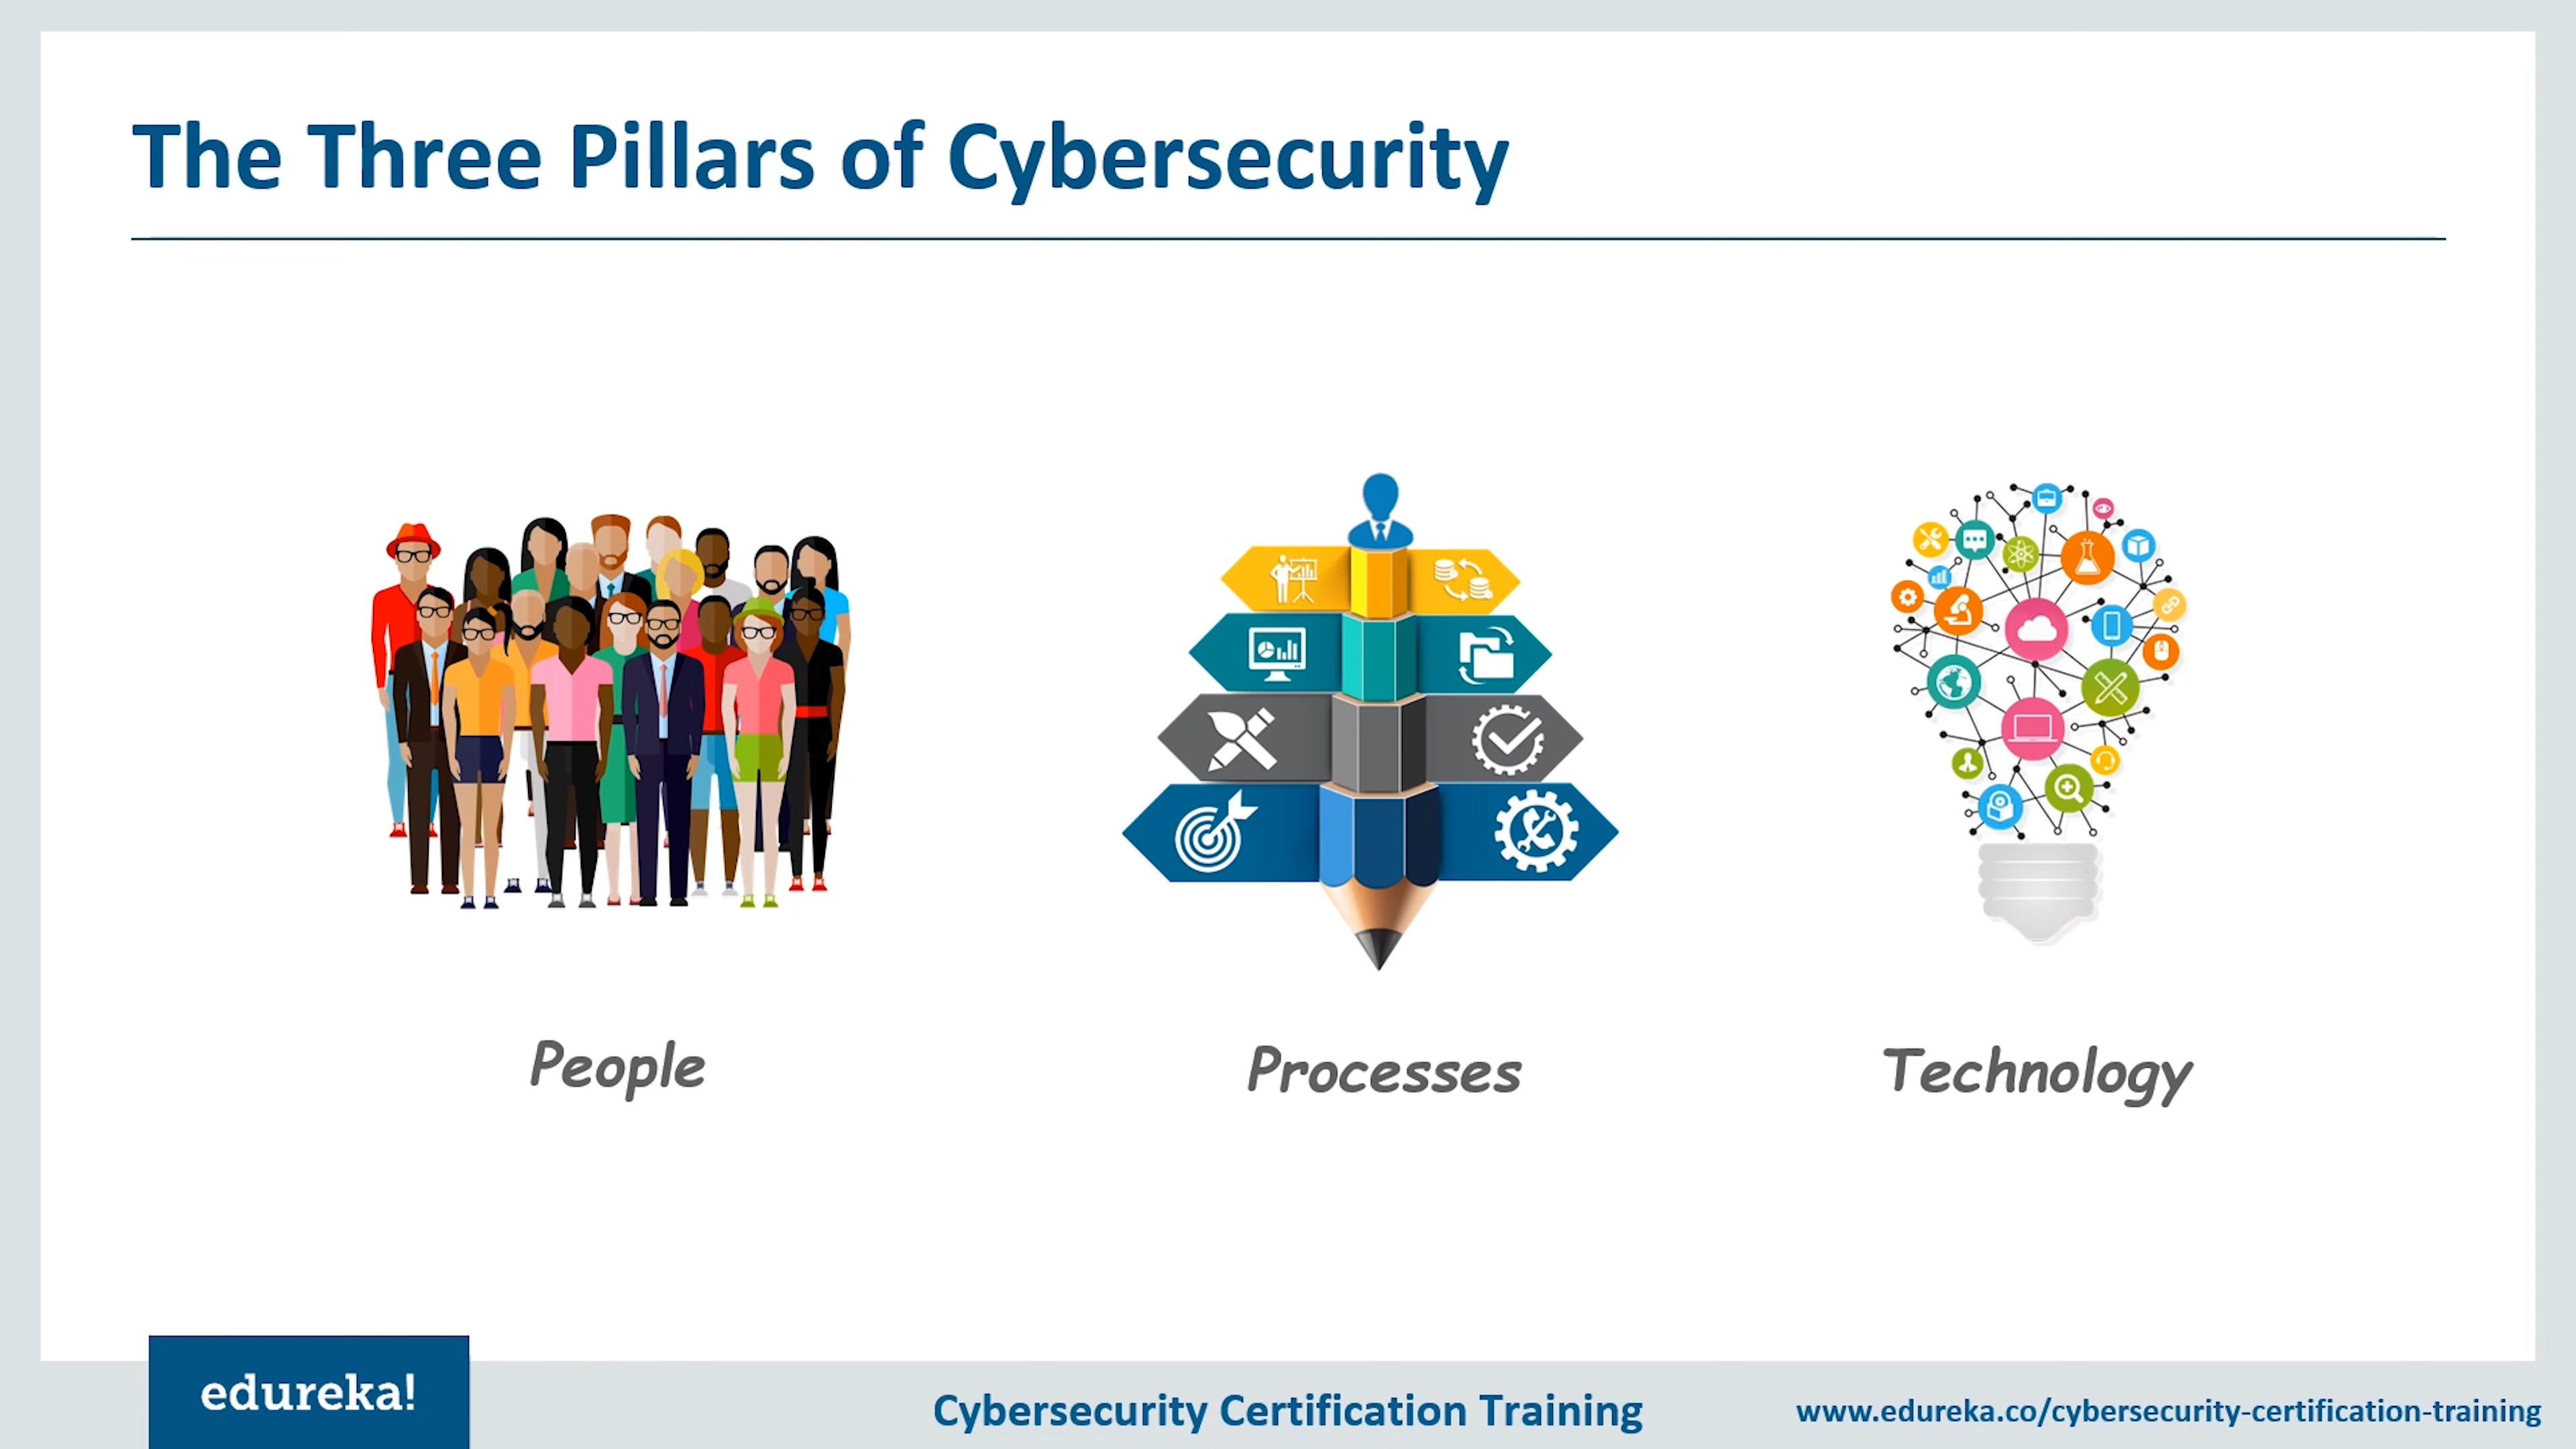 The Three Pillars of Cybersecurity
People
Processes
Technology
edureka!
Cybersecurity Certification Training
www.edureka.co/cybersecurity-certification-training